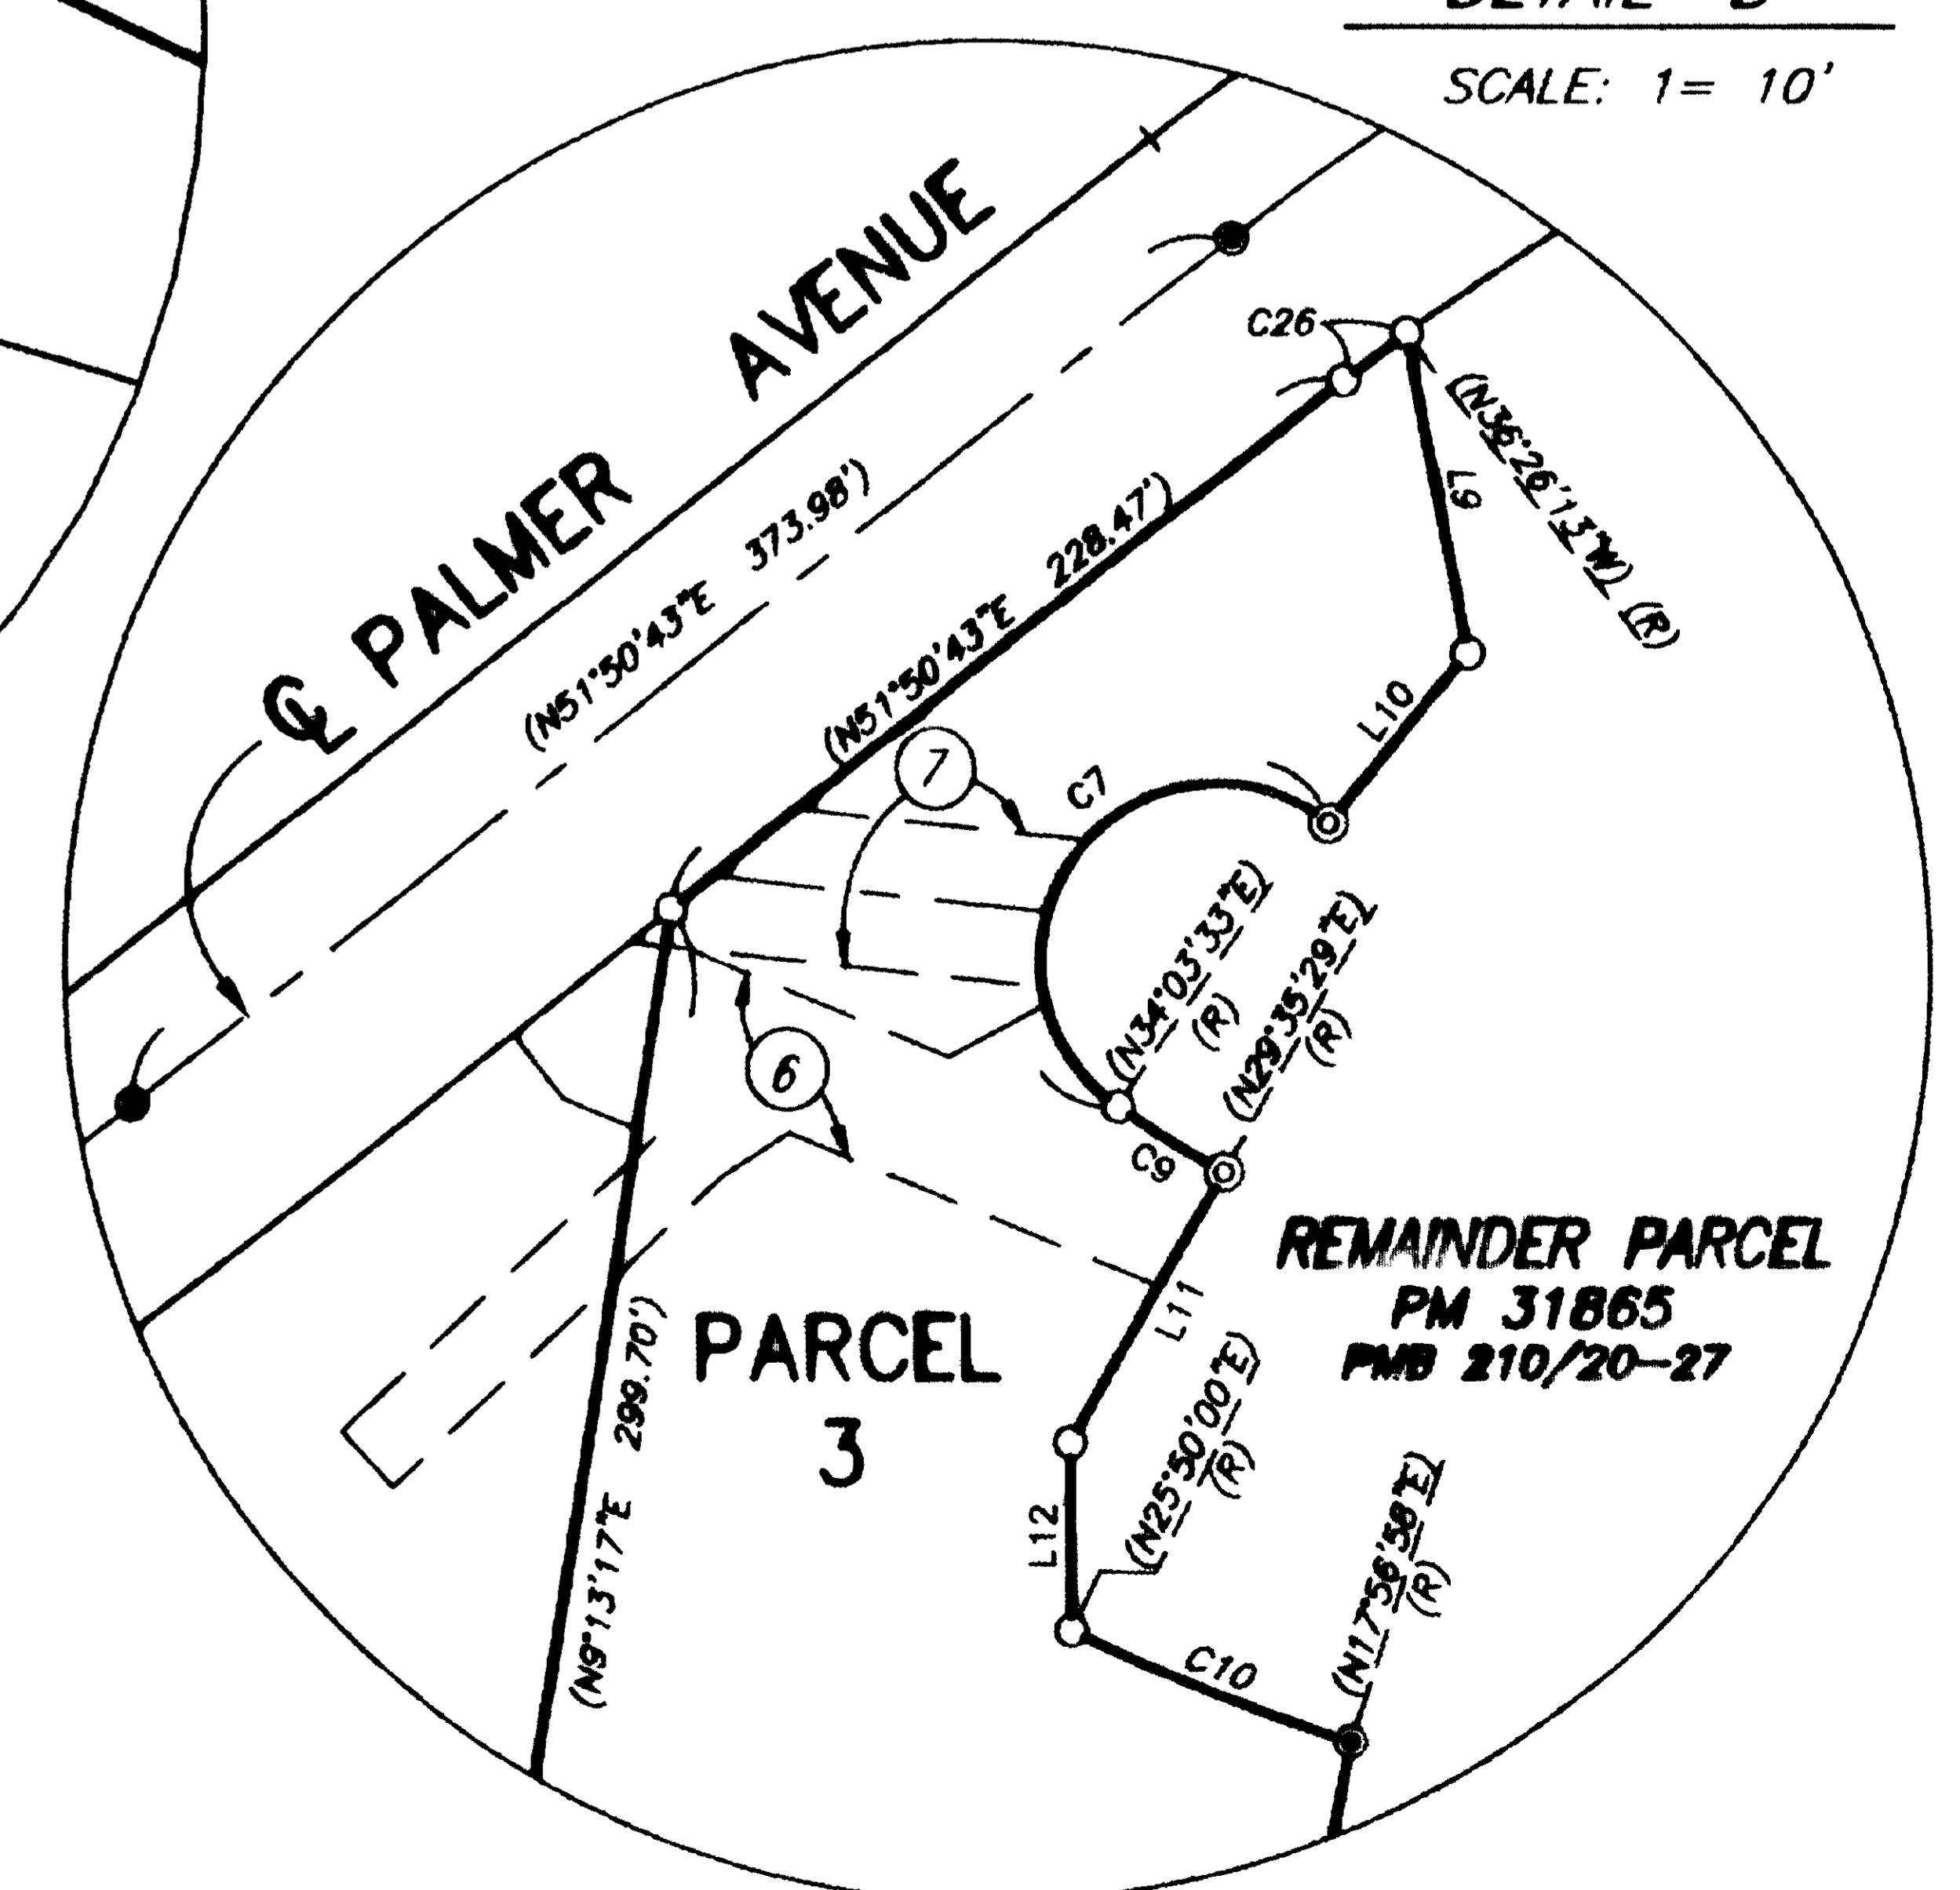 SCALE: 1= 10'
℄ PALMER AVENUE
C26
(N36°26'13"W) (R)
L9
(N51°50'43"E 373.98')
(N51°50'43"E 228.47')
L10
7
C7
(N34°03'33"E)
(R)
(N29°35'29"E)
(R)
6
C9
L11
REMAINDER PARCEL
PM 31865
PMB 210/20-27
PARCEL
3
(N9°13'17"E 299.70')
L12
(N25°50'00"E)
(R)
C10
(N17°56'58"E)
(R)